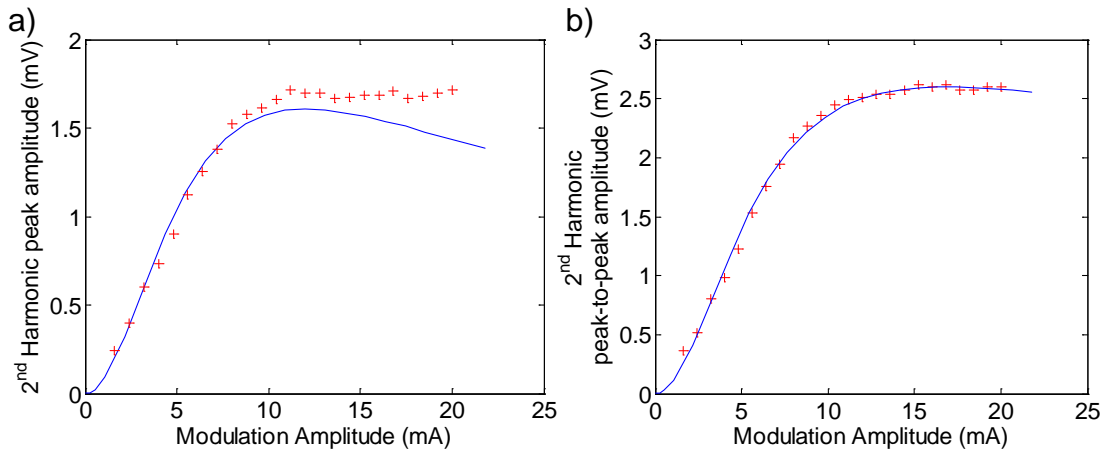 a)
2nd Harmonic peak amplitude (mV)
2
1.5
1
0.5
0
0 5 10 15 20 25
Modulation Amplitude (mA)
b)
2nd Harmonic
peak-to-peak amplitude (mV)
3
2.5
2
1.5
1
0.5
0
0 5 10 15 20 25
Modulation Amplitude (mA)